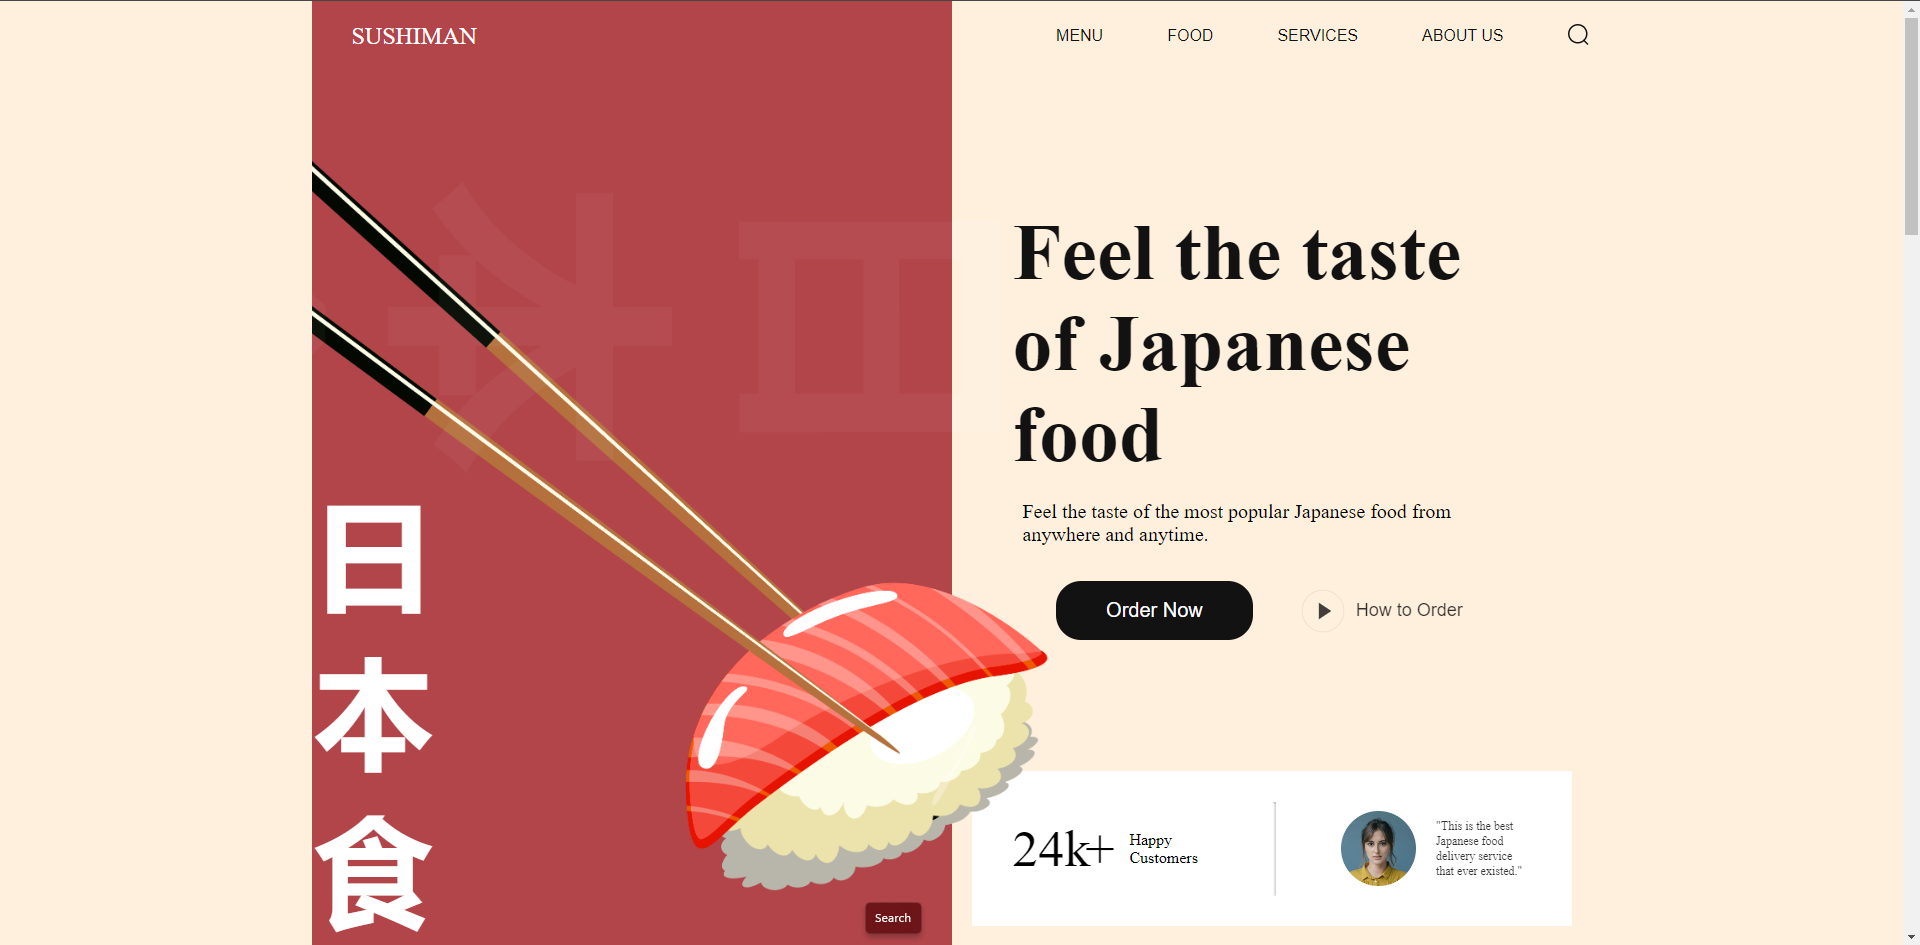 SUSHIMAN
MENU
FOOD
SERVICES
ABOUT US
Feel the taste
of Japanese
food
Feel the taste of the most popular Japanese food from
anywhere and anytime.
Order Now
How to Order
日
本
食
24k+
Happy
Customers
"This is the best
Japanese food
delivery service
that ever existed."
Search